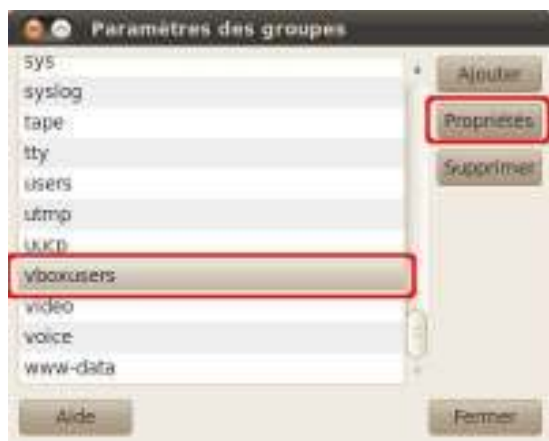 Paramètres des groupes
sys
syslog
tape
tty
users
utmp
uucp
vboxusers
video
voice
www-data
Ajouter
Propriétés
Supprimer
Aide
Fermer